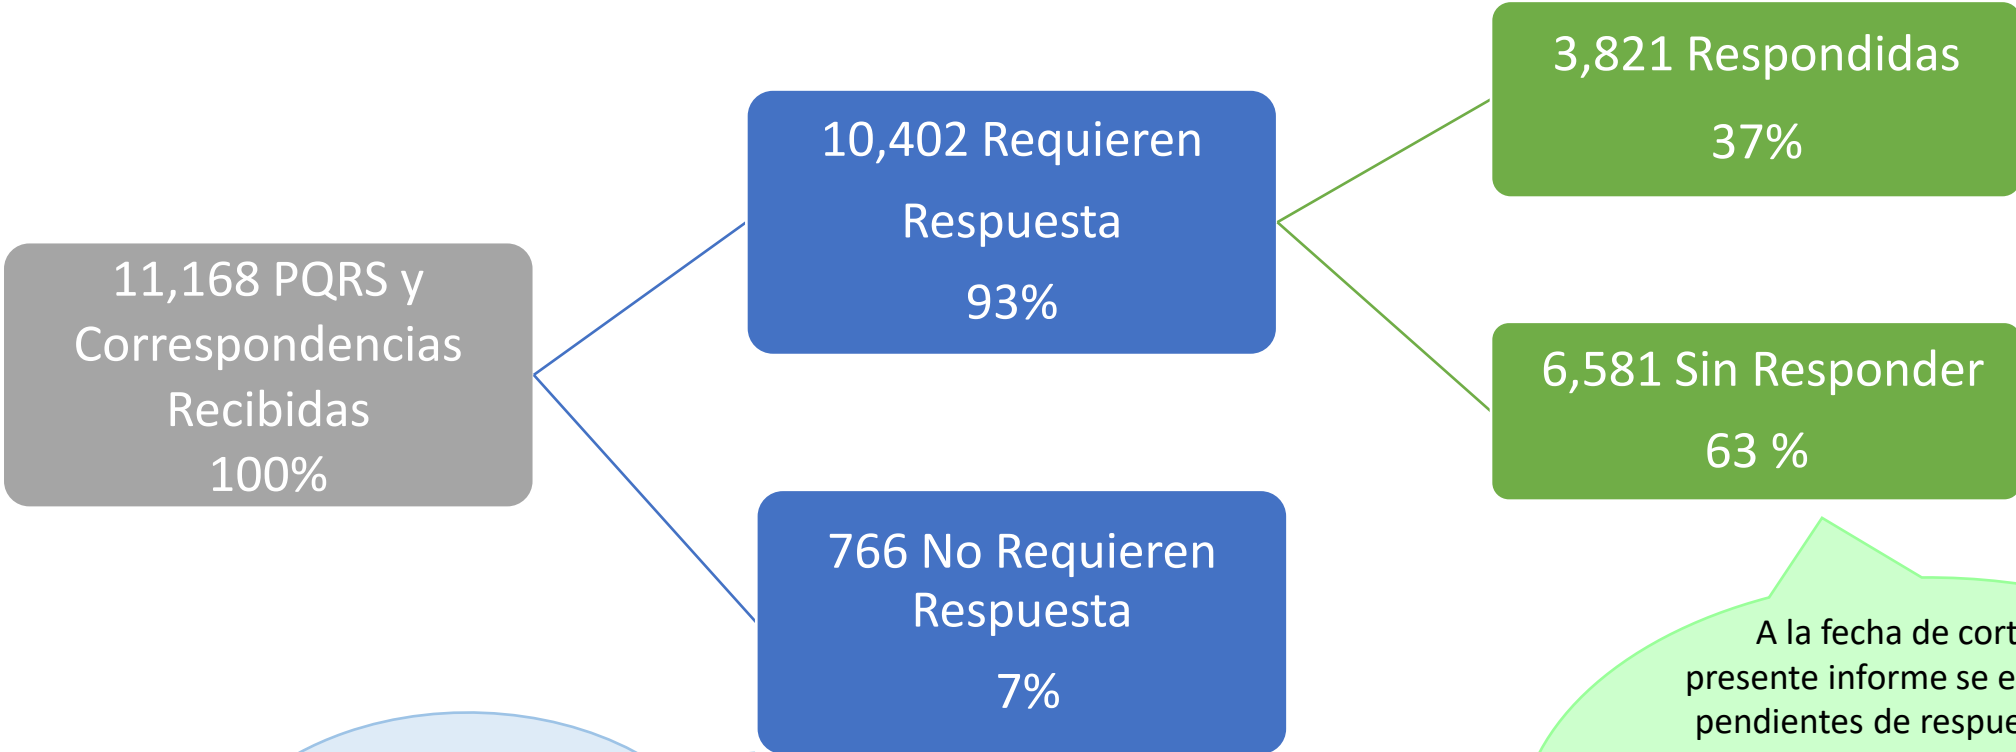 11,168 PQRS y
Correspondencias
Recibidas
100%
10,402 Requieren
Respuesta
93%
766 No Requieren
Respuesta
7%
3,821 Respondidas
37%
6,581 Sin Responder
63 %
A la fecha de
presente informe se
pendientes de